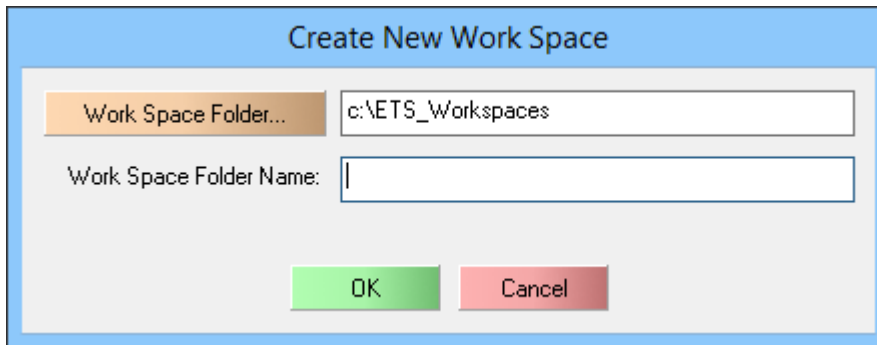 Create New Work Space
Work Space Folder...
c:\ETS_Workspaces
Work Space Folder Name:
OK
Cancel